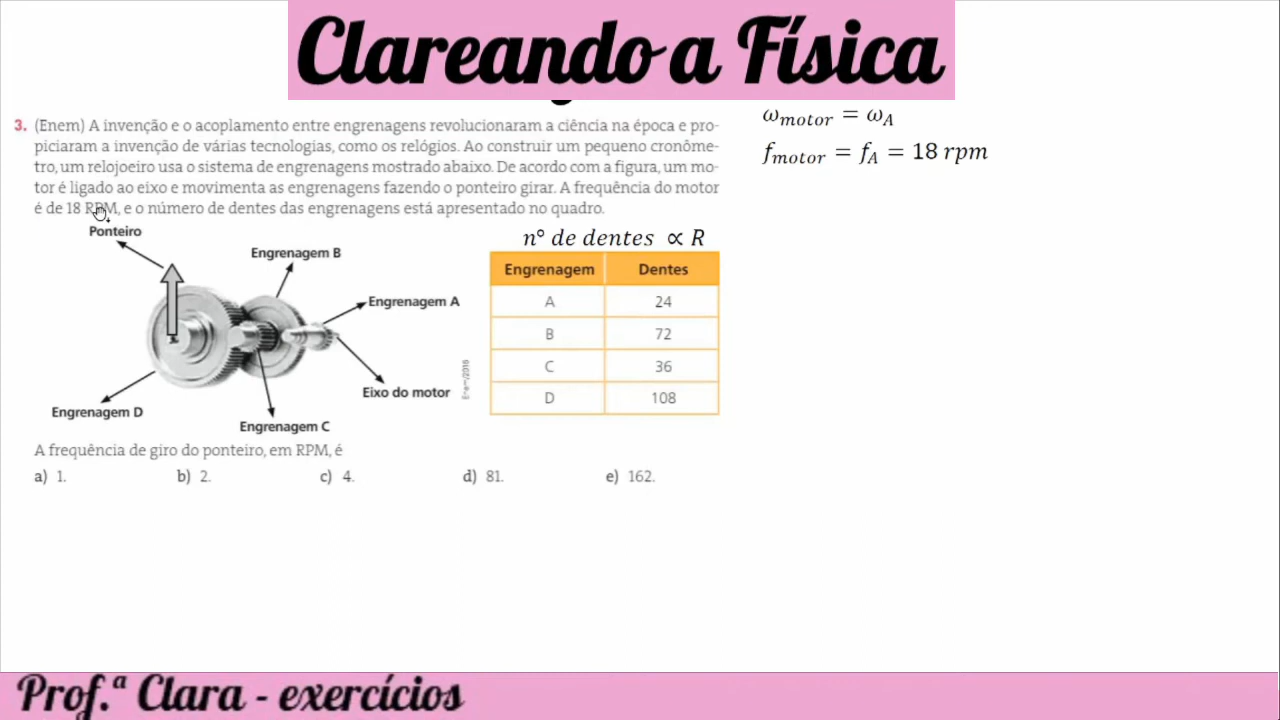 Clareando a Física
3. (Enem) A invenção e o acoplamento entre engrenagens revolucionaram a ciência na época e pro-
piciaram a invenção de várias tecnologias, como os relógios. Ao construir um pequeno cronôme-
tro, um relojoeiro usa o sistema de engrenagens mostrado abaixo. De acordo com a figura, um mo-
tor é ligado ao eixo e movimenta as engrenagens fazendo o ponteiro girar. A frequência do motor
é de 18 RPM, e o número de dentes das engrenagens está apresentado no quadro.
ω_motor = ω_A
f_motor = f_A = 18 rpm
Ponteiro
Engrenagem B
Engrenagem A
Eixo do motor
Engrenagem D
Engrenagem C
Enem/2016
n° de dentes ∝ R
Engrenagem Dentes
A 24
B 72
C 36
D 108
A frequência de giro do ponteiro, em RPM, é
a) 1. b) 2. c) 4. d) 81. e) 162.
Prof.ª Clara - exercícios